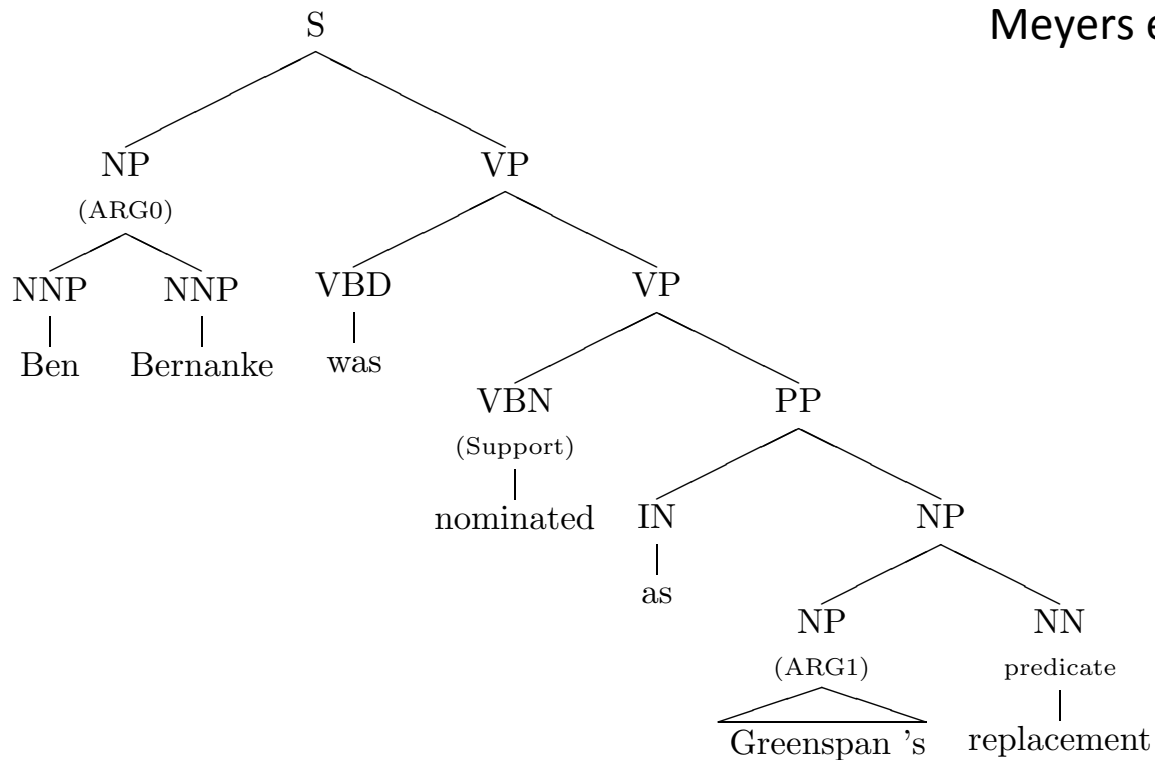 S
Meyers e
NP VP
(ARG0)
NNP NNP VBD VP
Ben Bernanke was
VBN PP
(Support)
nominated IN NP
as
NP NN
(ARG1) predicate
Greenspan 's replacement